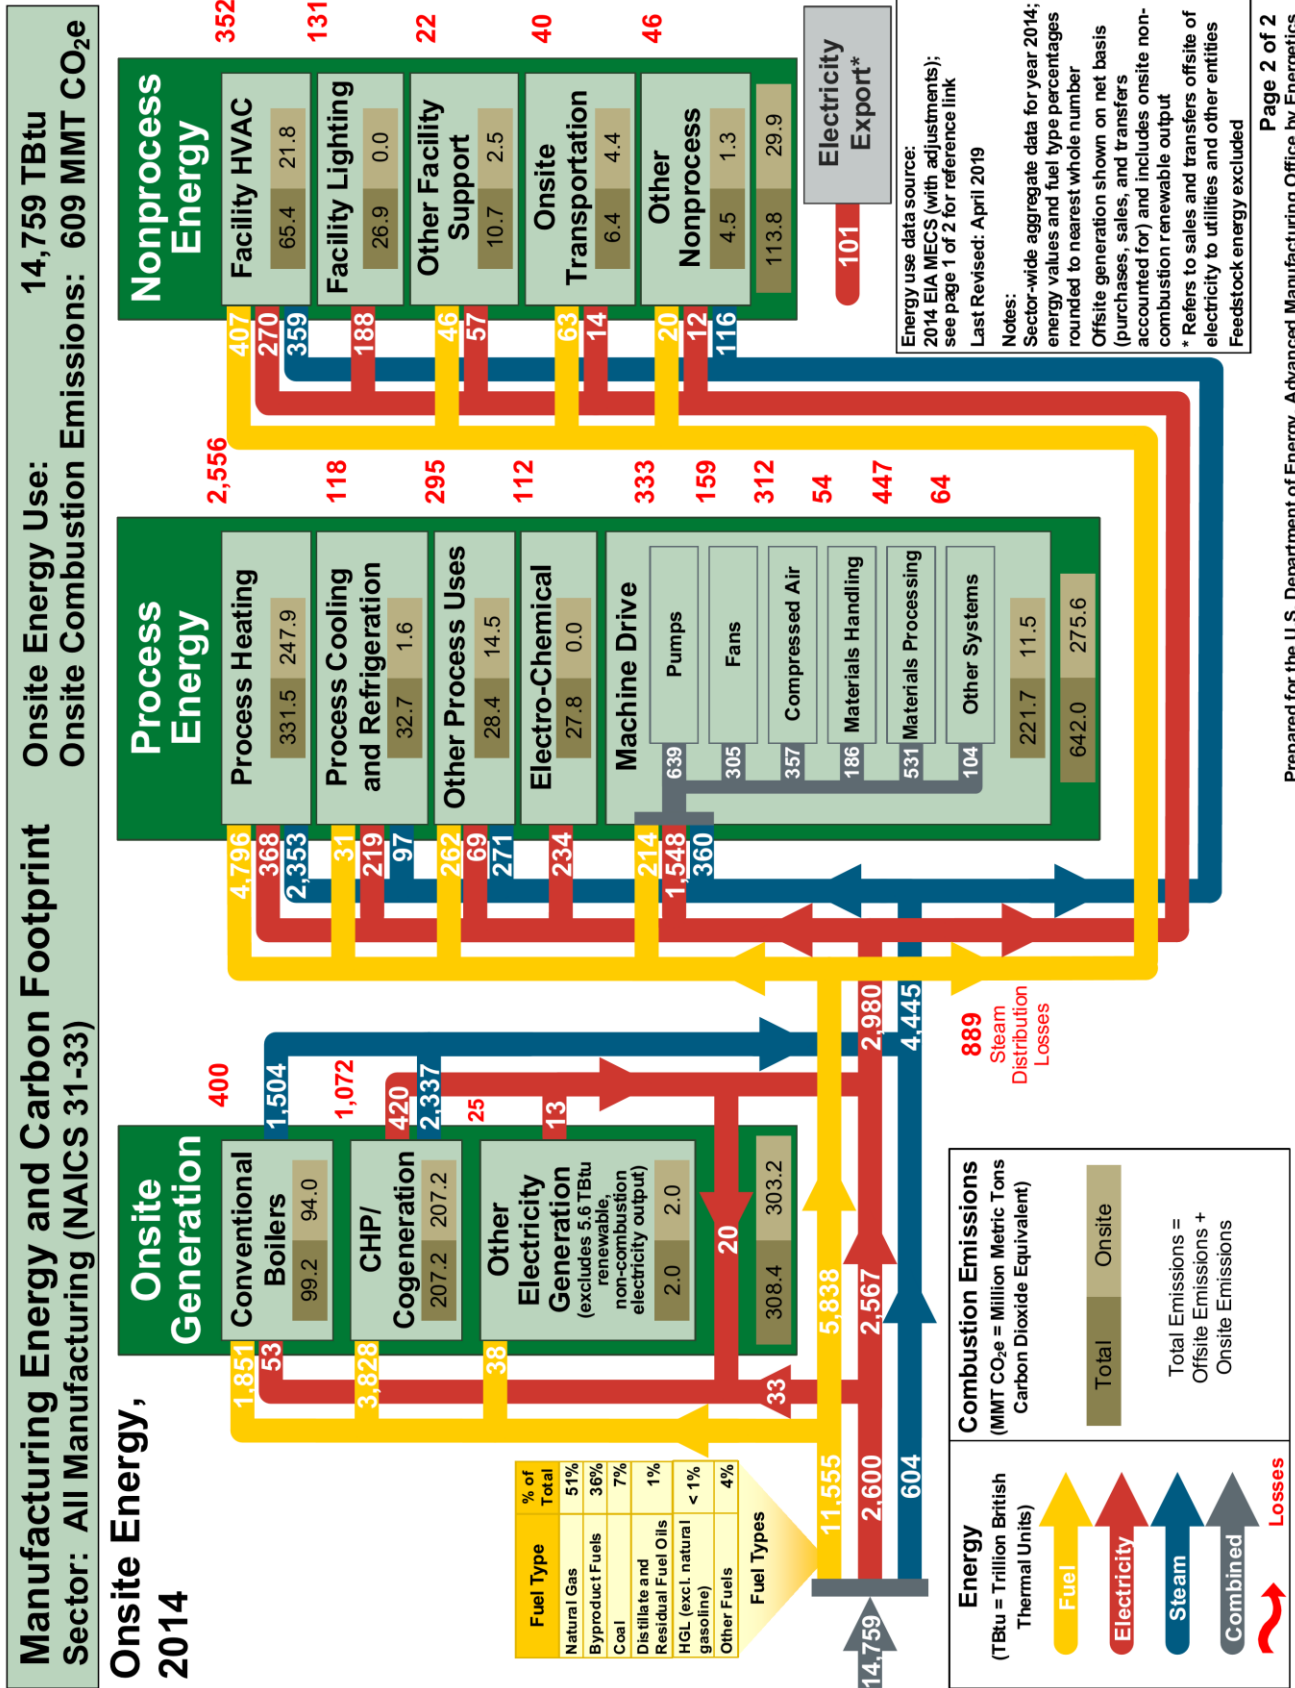 Manufacturing Energy and Carbon Footprint
Sector: All Manufacturing (NAICS 31-33)
Onsite Energy Use: 14,759 TBtu
Onsite Combustion Emissions: 609 MMT CO₂e
Onsite Energy,
2014
Fuel Type
% of
Total
Natural Gas 51%
Byproduct Fuels 36%
Coal 7%
Distillate and
Residual Fuel Oils 1%
HGL (excl. natural
gasoline) < 1%
Other Fuels 4%
Fuel Types
14,759
11,555
2,600
604
33
5,838
2,567
20
1,851
53
3,828
38
Onsite
Generation
Conventional
Boilers
99.2 94.0
CHP/
Cogeneration
207.2 207.2
Other
Electricity
Generation
(excludes 5.6 TBtu
renewable,
non-combustion
electricity output)
2.0 2.0
308.4 303.2
400
1,504
1,072
420
2,337
25
13
2,980
4,445
889
Steam
Distribution
Losses
4,796
368
2,353
31
219
97
262
69
271
234
214
1,548
360
Process
Energy
Process Heating
331.5 247.9
Process Cooling
and Refrigeration
32.7 1.6
Other Process Uses
28.4 14.5
Electro-Chemical
27.8 0.0
Machine Drive
639 Pumps
305 Fans
357 Compressed Air
186 Materials Handling
531 Materials Processing
104 Other Systems
221.7 11.5
642.0 275.6
2,556
118
295
112
333
159
312
54
447
64
407
270
359
188
46
57
63
14
20
12
116
Nonprocess
Energy
Facility HVAC
65.4 21.8
Facility Lighting
26.9 0.0
Other Facility
Support
10.7 2.5
Onsite
Transportation
6.4 4.4
Other
Nonprocess
4.5 1.3
113.8 29.9
352
131
22
40
46
101
Electricity
Export*
Energy
(TBtu = Trillion British
Thermal Units)
Fuel
Electricity
Steam
Combined
Losses
Combustion Emissions
(MMT CO₂e = Million Metric Tons
Carbon Dioxide Equivalent)
Total Onsite
Total Emissions =
Offsite Emissions +
Onsite Emissions
Energy use data source:
2014 EIA MECS (with adjustments);
see page 1 of 2 for reference link
Last Revised: April 2019
Notes:
Sector-wide aggregate data for year 2014;
energy values and fuel type percentages
rounded to nearest whole number
Offsite generation shown on net basis
(purchases, sales, and transfers
accounted for) and includes onsite non-
combustion renewable output
* Refers to sales and transfers offsite of
electricity to utilities and other entities
Feedstock energy excluded
Page 2 of 2
Prepared for the U.S. Department of Energy, Advanced Manufacturing Office by Energetics